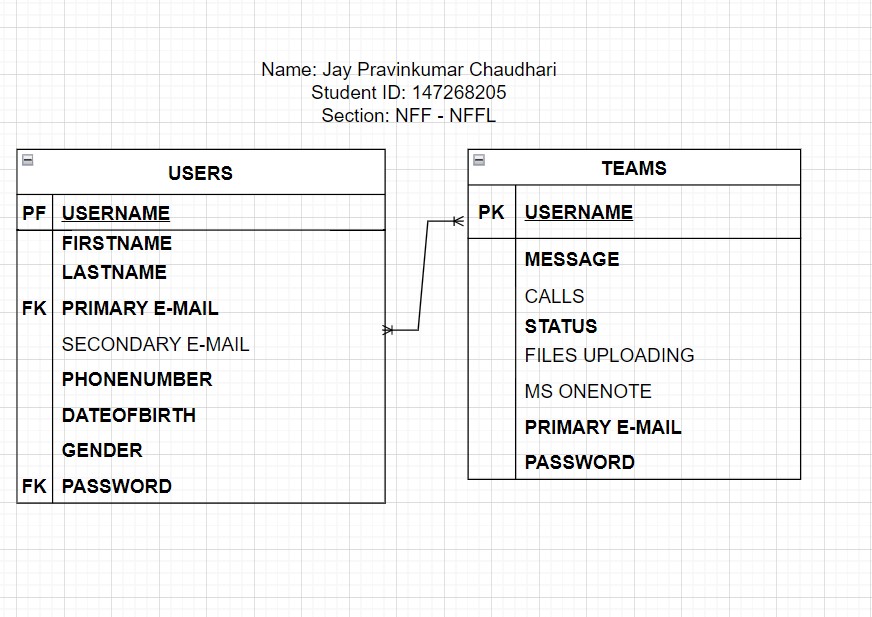 Name: Jay Pravinkumar Chaudhari
Student ID: 147268205
Section: NFF - NFFL
USERS
PF USERNAME
FIRSTNAME
LASTNAME
FK PRIMARY E-MAIL
SECONDARY E-MAIL
PHONENUMBER
DATEOFBIRTH
GENDER
FK PASSWORD
TEAMS
PK USERNAME
MESSAGE
CALLS
STATUS
FILES UPLOADING
MS ONENOTE
PRIMARY E-MAIL
PASSWORD